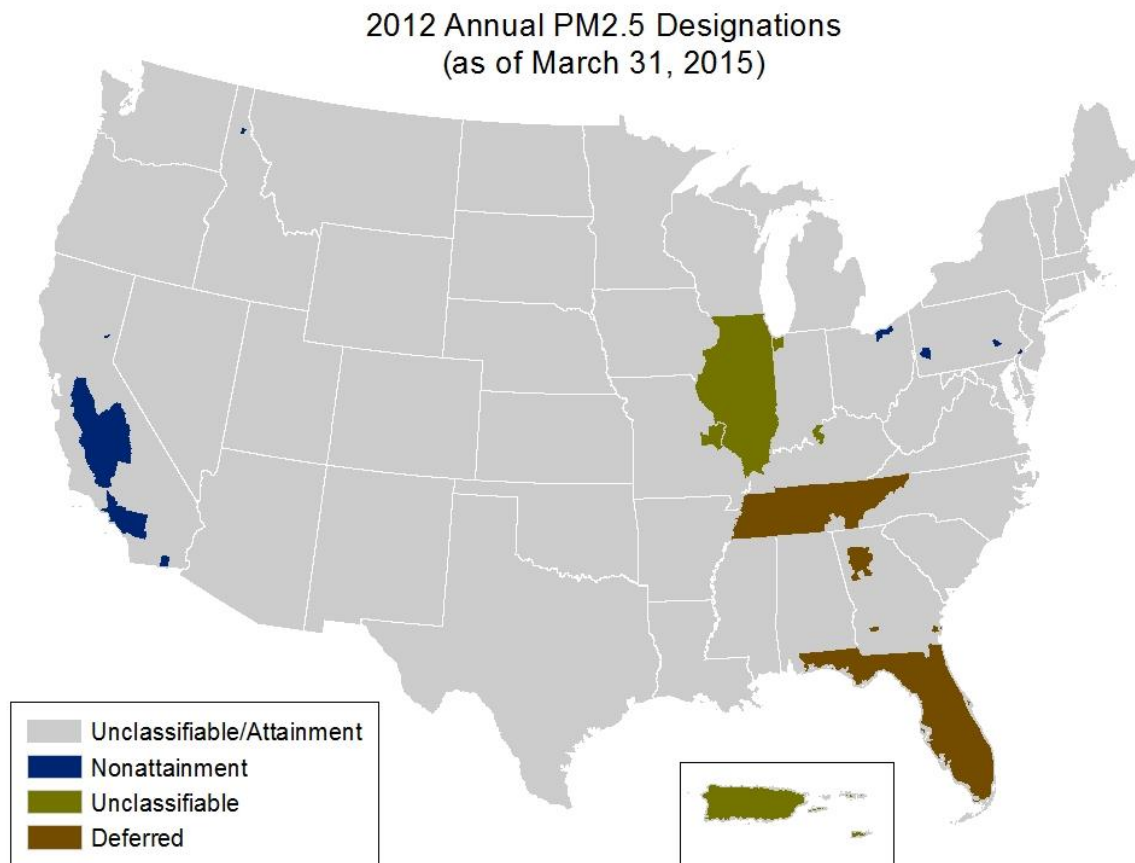 2012 Annual PM2.5 Designations
(as of March 31, 2015)
Unclassifiable/Attainment
Nonattainment
Unclassifiable
Deferred